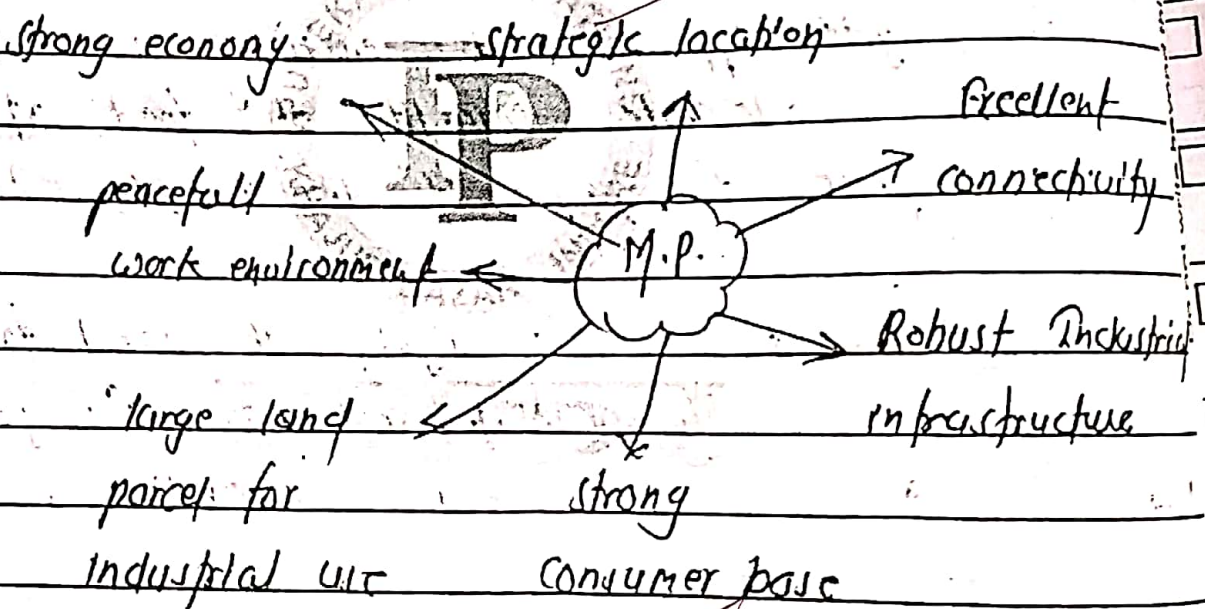 strong economy
strategic location
Excellent
connectivity
peacefull
work environment
M.P.
Robust Industrial
infrastructure
large land
parcel for
industrial use
strong
consumer base
P